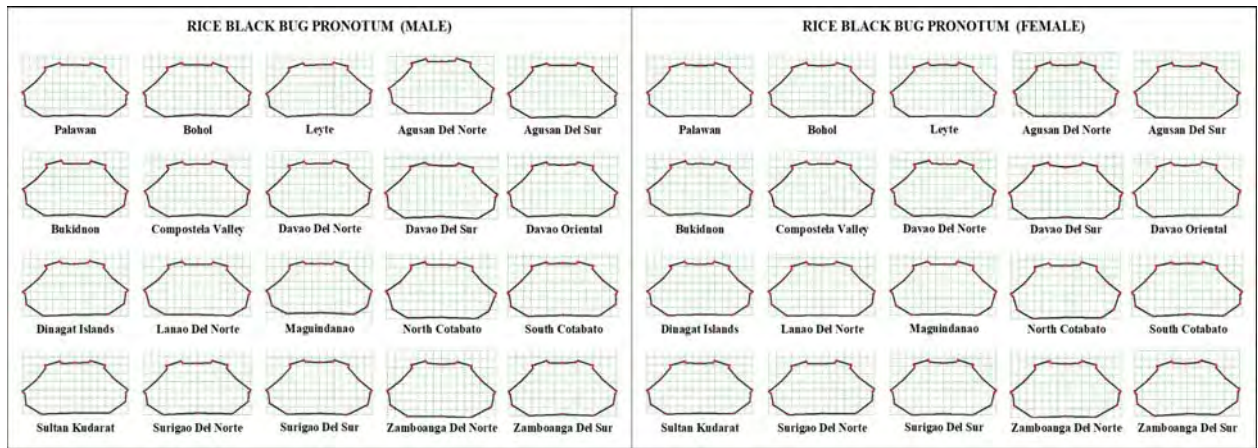 RICE BLACK BUG PRONOTUM (MALE)
Palawan Bohol Leyte Agusan Del Norte Agusan Del Sur
Bukidnon Compostela Valley Davao Del Norte Davao Del Sur Davao Oriental
Dinagat Islands Lanao Del Norte Maguindanao North Cotabato South Cotabato
Sultan Kudarat Surigao Del Norte Surigao Del Sur Zamboanga Del Norte Zamboanga Del Sur
RICE BLACK BUG PRONOTUM (FEMALE)
Palawan Bohol Leyte Agusan Del Norte Agusan Del Sur
Bukidnon Compostela Valley Davao Del Norte Davao Del Sur Davao Oriental
Dinagat Islands Lanao Del Norte Maguindanao North Cotabato South Cotabato
Sultan Kudarat Surigao Del Norte Surigao Del Sur Zamboanga Del Norte Zamboanga Del Sur